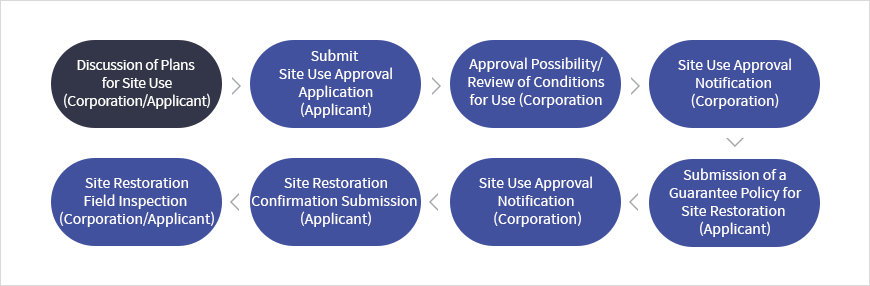 Discussion of Plans
for Site Use
(Corporation/Applicant)
Submit
Site Use Approval
Application
(Applicant)
Approval Possibility/
Review of Conditions
for Use (Corporation
Site Use Approval
Notification
(Corporation)
Submission of a
Guarantee Policy for
Site Restoration
(Applicant)
Site Use Approval
Notification
(Corporation)
Site Restoration
Confirmation Submission
(Applicant)
Site Restoration
Field Inspection
(Corporation/Applicant)